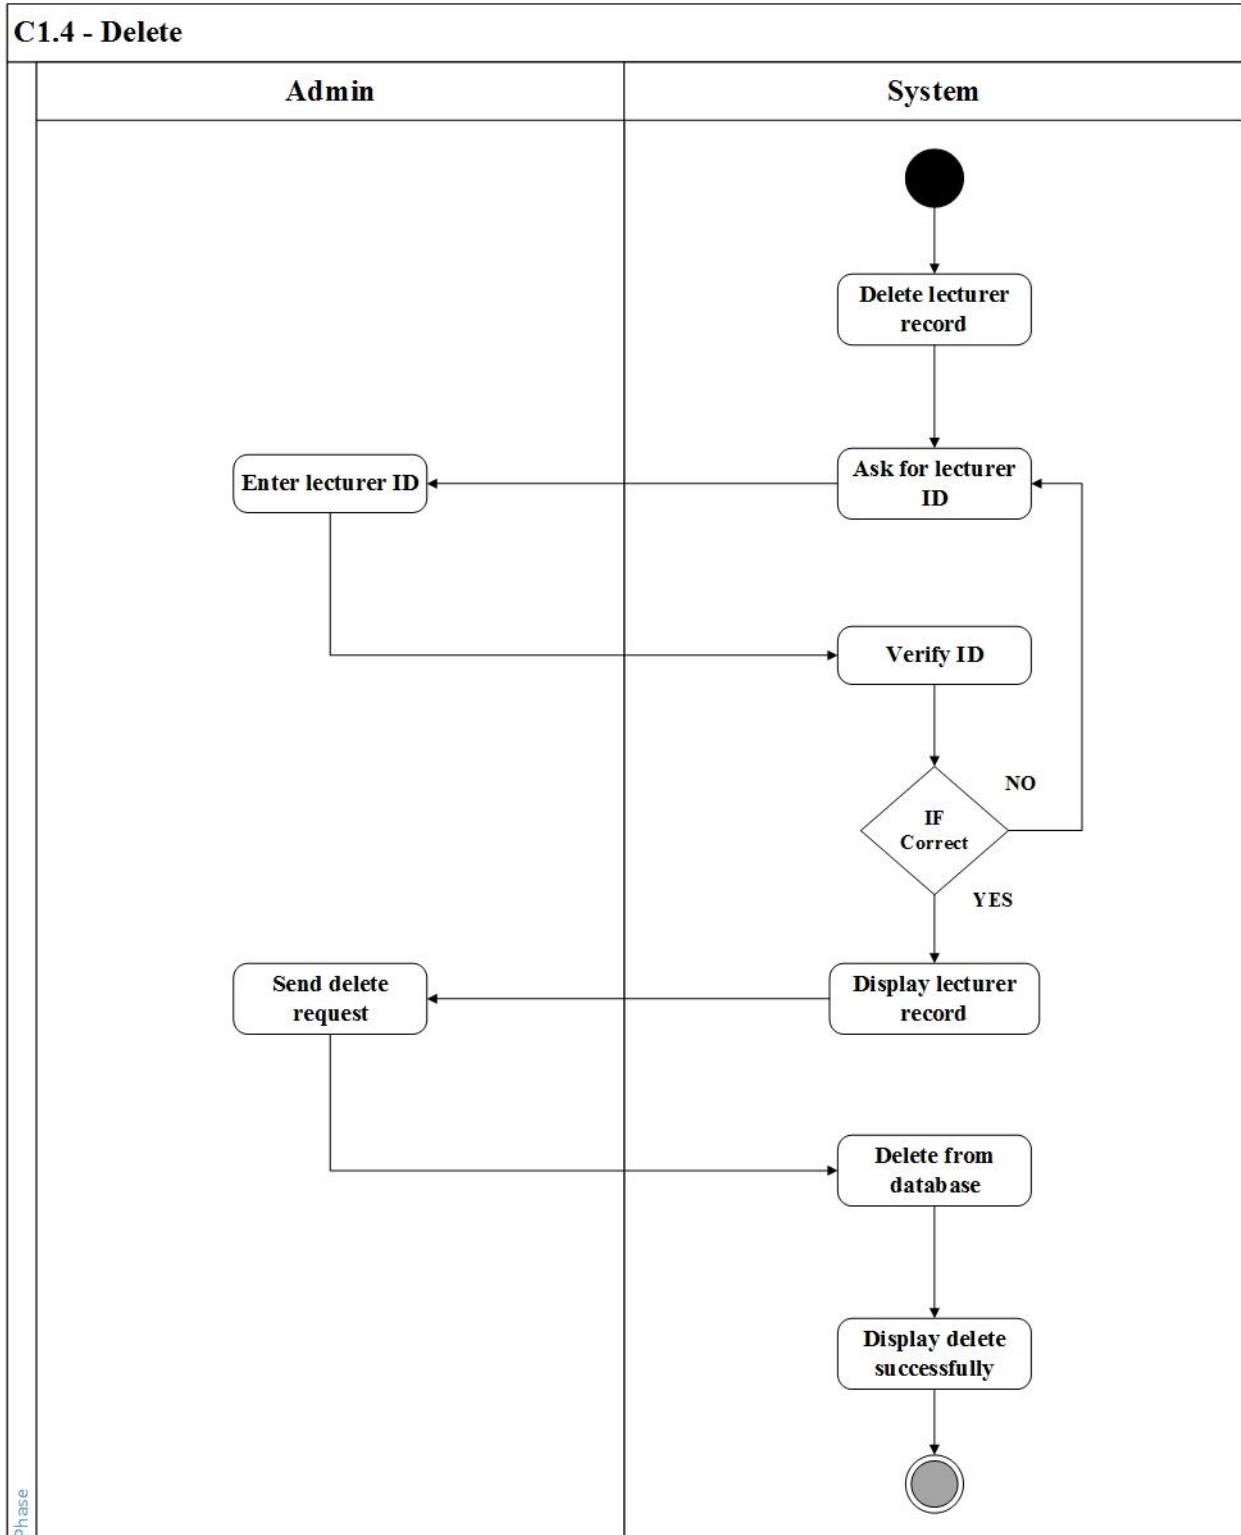 C1.4 - Delete
Admin
System
Delete lecturer
record
Ask for lecturer
ID
Enter lecturer ID
Verify ID
NO
IF
Correct
YES
Send delete
request
Display lecturer
record
Delete from
database
Display delete
successfully
Phase